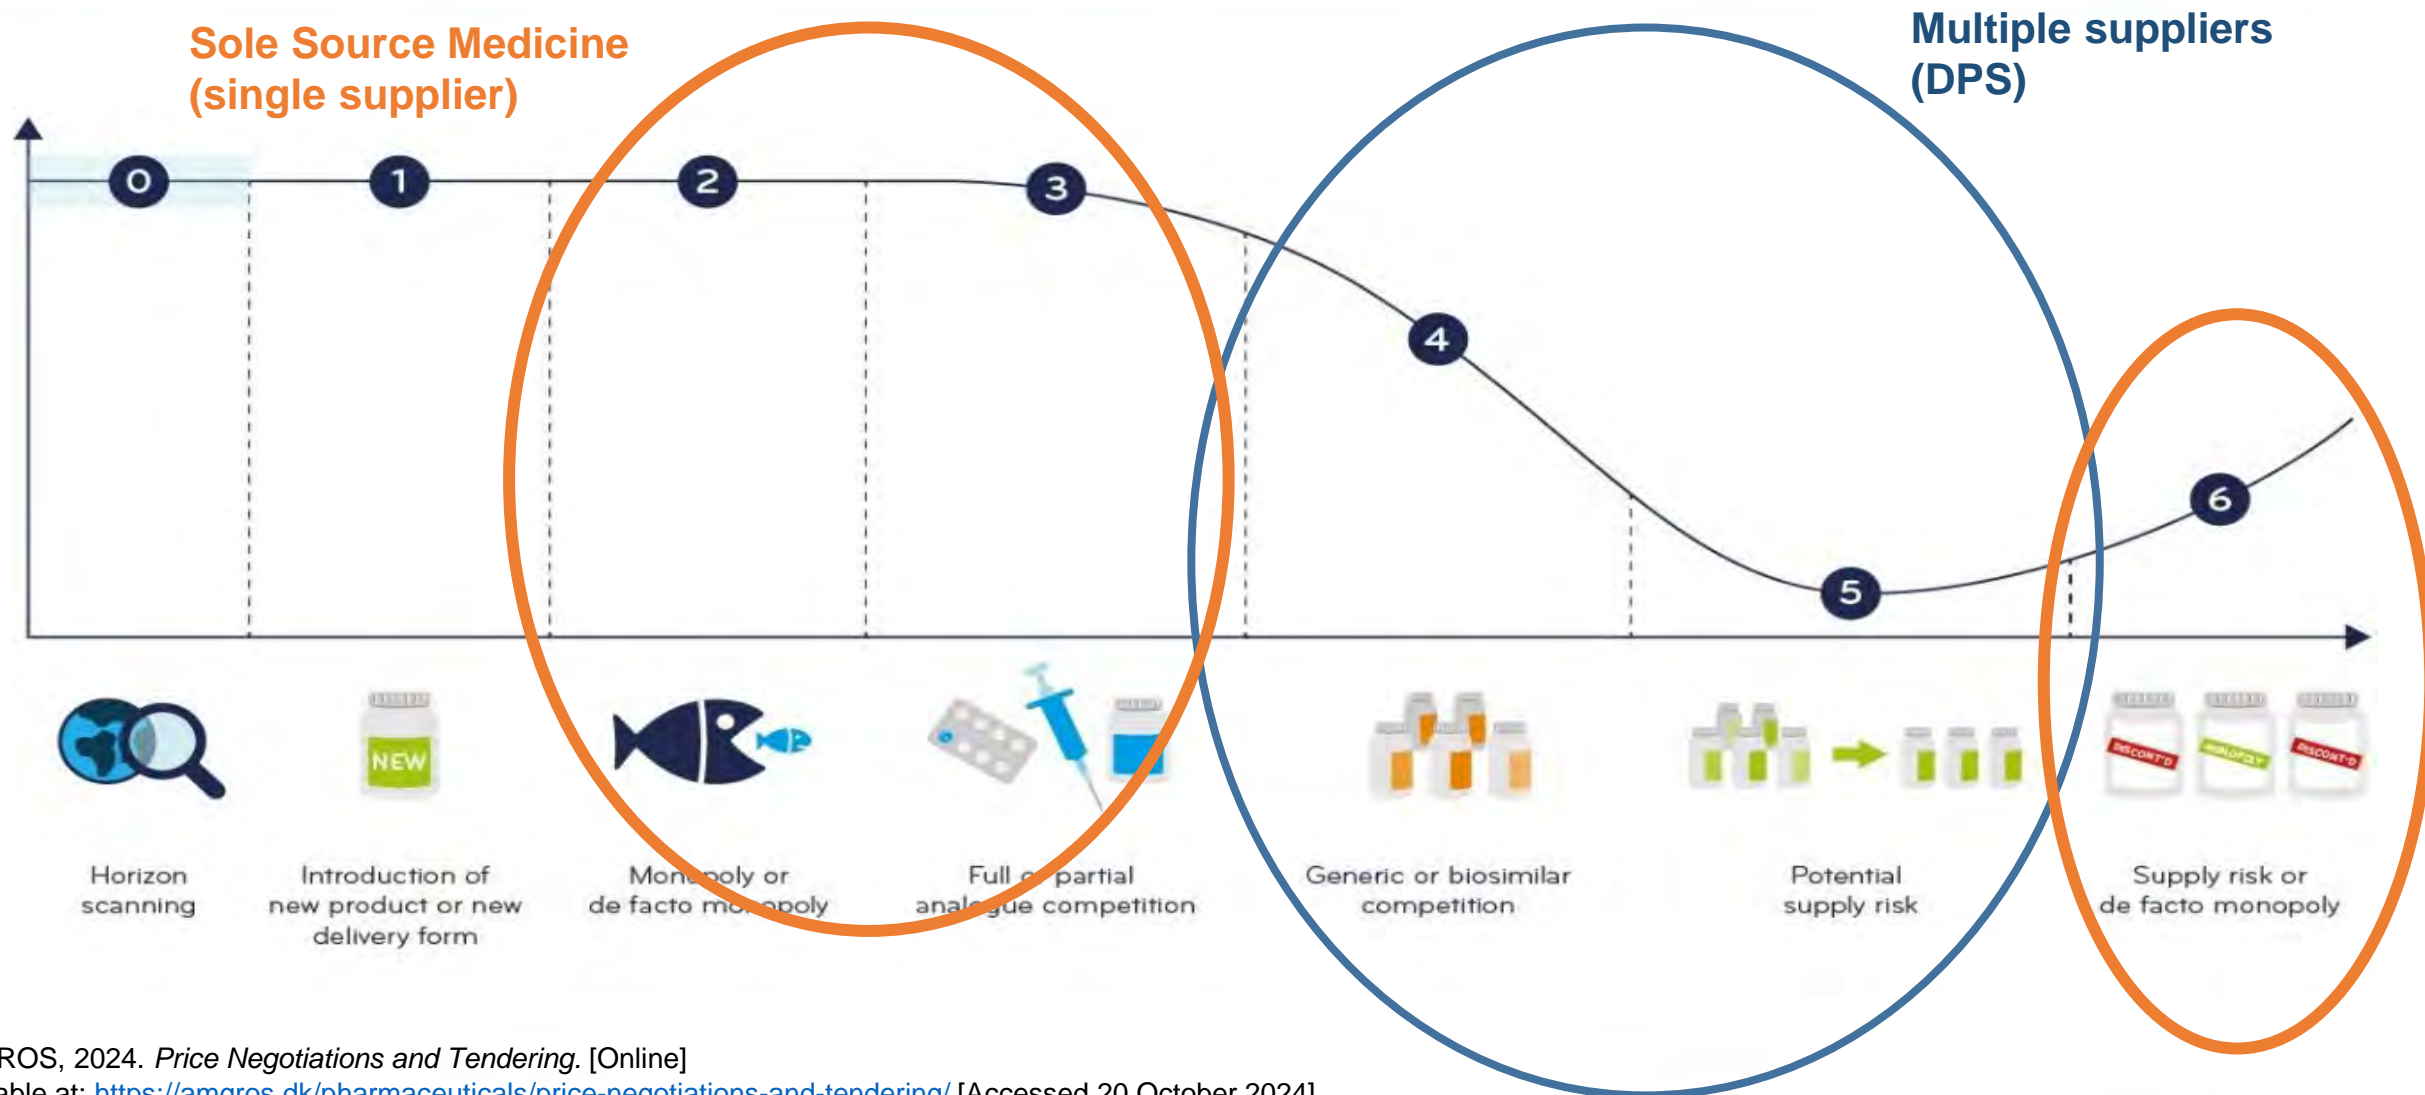 Sole Source Medicine
(single supplier)
Multiple suppliers
(DPS)
0
1
2
3
4
5
6
NEW
DISCONT'D
MONOPOLY
DISCONT'D
Horizon
scanning
Introduction of
new product or new
delivery form
Monopoly or
de facto monopoly
Full or partial
analogue competition
Generic or biosimilar
competition
Potential
supply risk
Supply risk or
de facto monopoly
ROS, 2024. Price Negotiations and Tendering. [Online]
able at: https://amgros.dk/pharmaceuticals/price-negotiations-and-tendering/ [Accessed 20 October 2024]